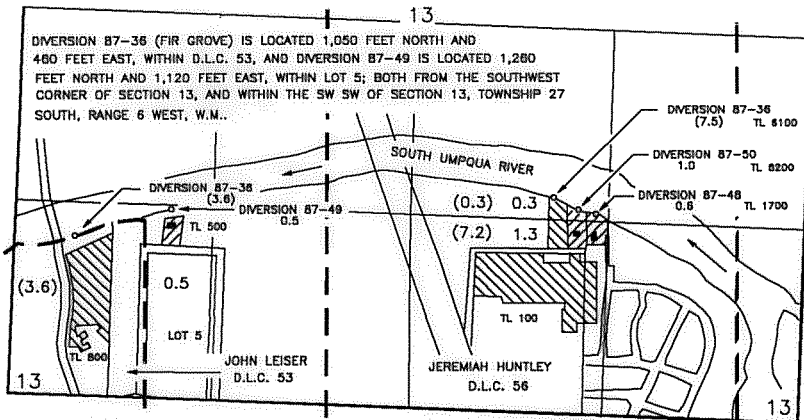 13
DIVERSION 87-36 (FIR GROVE) IS LOCATED 1,050 FEET NORTH AND
460 FEET EAST, WITHIN D.L.C. 53, AND DIVERSION 87-49 IS LOCATED 1,260
FEET NORTH AND 1,120 FEET EAST, WITHIN LOT 5; BOTH FROM THE SOUTHWEST
CORNER OF SECTION 13, AND WITHIN THE SW SW OF SECTION 13, TOWNSHIP 27
SOUTH, RANGE 6 WEST, W.M..
DIVERSION 87-36
(7.5) TL 6100
SOUTH UMPQUA RIVER
DIVERSION 87-50
1.0 TL 6200
DIVERSION 87-36
(3.6)
DIVERSION 87-48
0.6 TL 1700
DIVERSION 87-49
0.5
TL 500
(0.3) 0.3
(7.2) 1.3
(3.6)
0.5
TL 100
LOT 5
TL 800
JOHN LEISER
D.L.C. 53
JEREMIAH HUNTLEY
D.L.C. 56
13
13